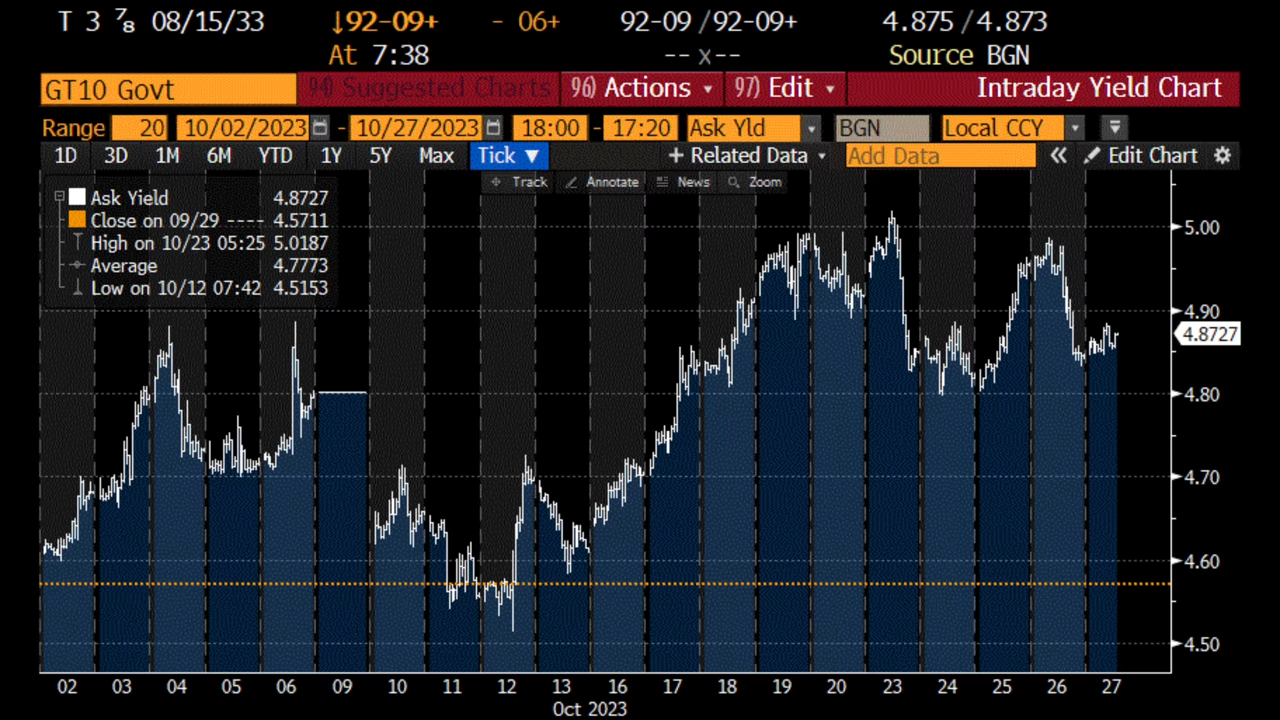 T 3 ⅞ 08/15/33 ↓92-09+ - 06+ 92-09 /92-09+ 4.875 /4.873
At 7:38 -- x -- Source BGN
GT10 Govt 94) Suggested Charts 96) Actions 97) Edit Intraday Yield Chart
Range 20 10/02/2023 - 10/27/2023 18:00 - 17:20 Ask Yld BGN Local CCY
1D 3D 1M 6M YTD 1Y 5Y Max Tick ▼ + Related Data Add Data « Edit Chart
Track Annotate News Zoom
Ask Yield 4.8727
Close on 09/29 ---- 4.5711
High on 10/23 05:25 5.0187
Average 4.7773
Low on 10/12 07:42 4.5153
5.00
4.90
4.8727
4.80
4.70
4.60
4.50
02 03 04 05 06 09 10 11 12 13 16 17 18 19 20 23 24 25 26 27
Oct 2023